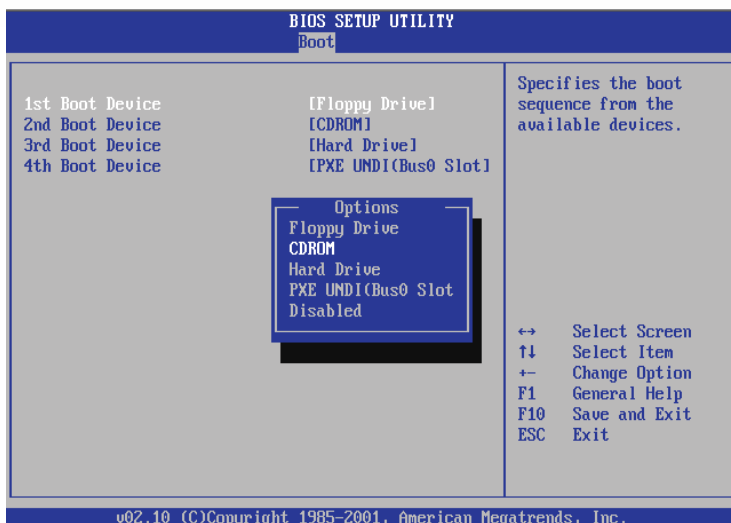 BIOS SETUP UTILITY
Boot
1st Boot Device [Floppy Drive]
2nd Boot Device [CDROM]
3rd Boot Device [Hard Drive]
4th Boot Device [PXE UNDI(Bus0 Slot]
Options
Floppy Drive
CDROM
Hard Drive
PXE UNDI(Bus0 Slot
Disabled
Specifies the boot
sequence from the
available devices.
↔ Select Screen
↑↓ Select Item
+- Change Option
F1 General Help
F10 Save and Exit
ESC Exit
v02.10 (C)Copyright 1985-2001, American Megatrends, Inc.